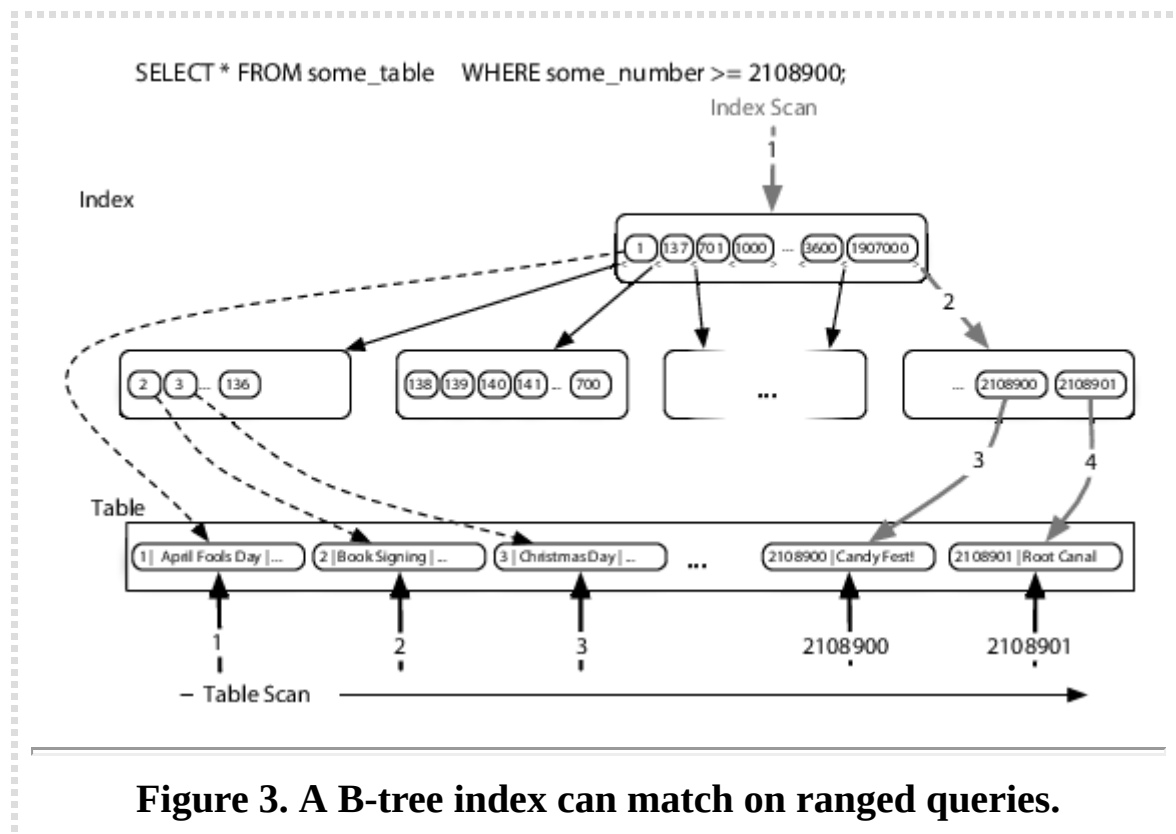 SELECT * FROM some_table WHERE some_number >= 2108900;
Index Scan
1
Index
1 137 701 1000 ... 3600 1907000
2
2 3 ... 136
138 139 140 141 ... 700
...
... 2108900 2108901
3 4
Table
1| April Fools Day |... 2 |Book Signing |... 3 | Christmas Day | ... ... 2108900 |Candy Fest! 2108901 |Root Canal
1 2 3 2108900 2108901
Table Scan
Figure 3. A B-tree index can match on ranged queries.